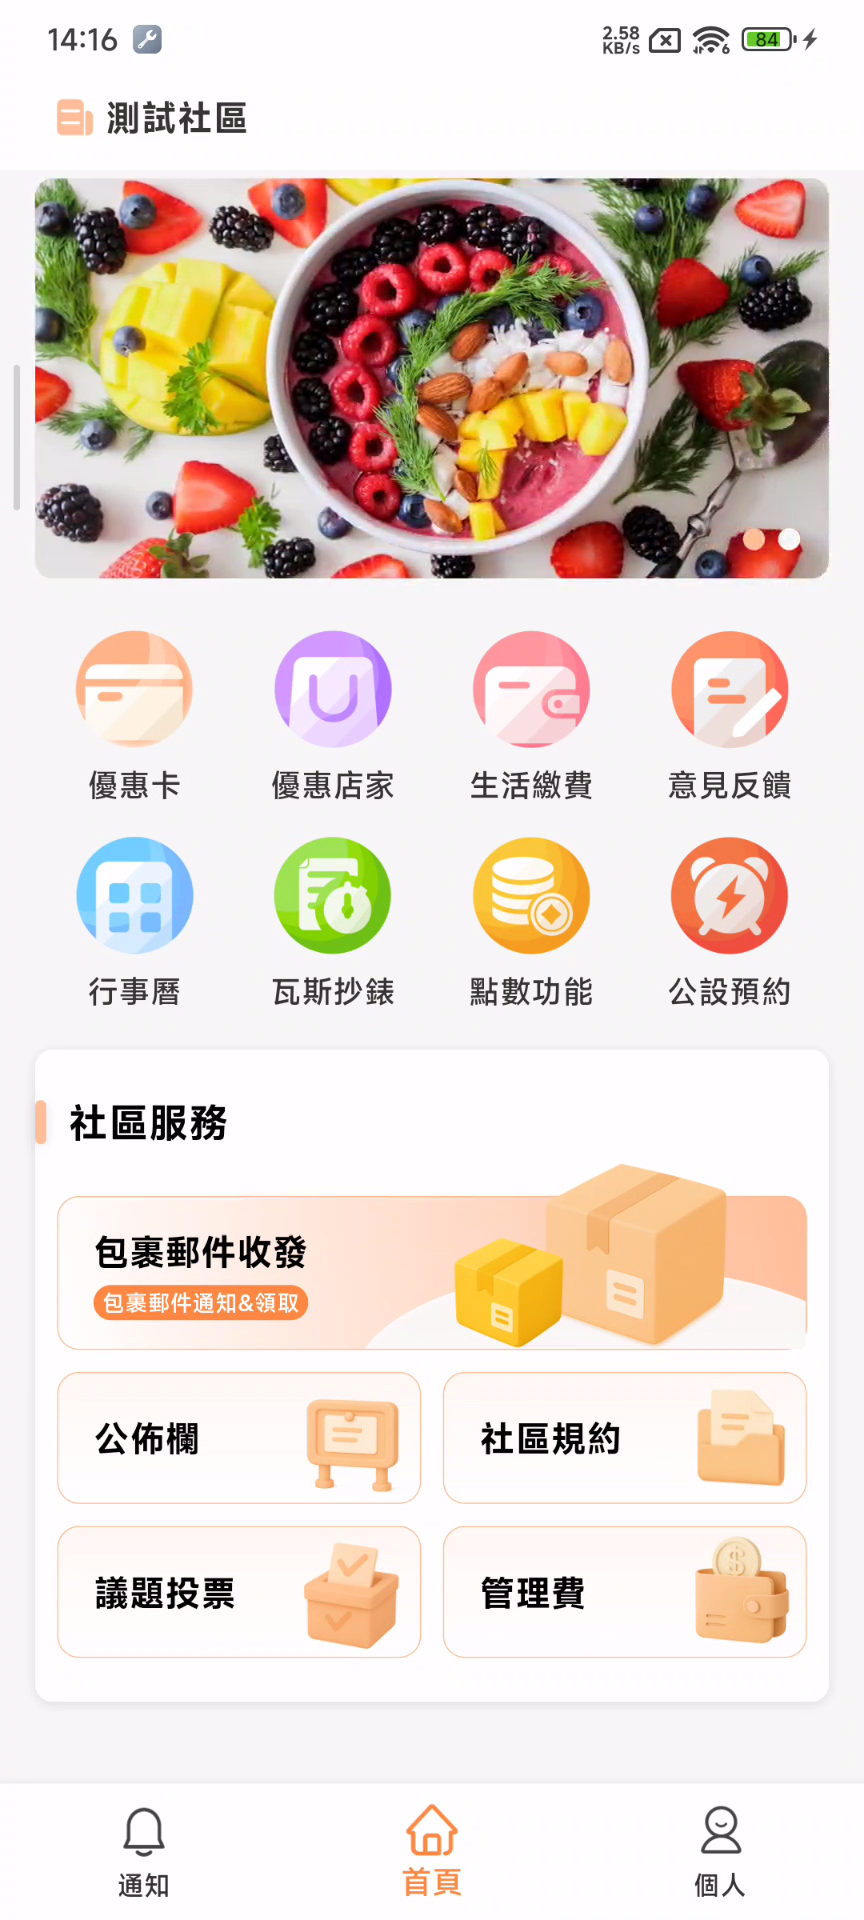 14:16
2.58
KB/s
6
84
測試社區
優惠卡
優惠店家
生活繳費
意見反饋
行事曆
瓦斯抄錶
點數功能
公設預約
社區服務
包裹郵件收發
包裹郵件通知&領取
公佈欄
社區規約
議題投票
管理費
$
通知
首頁
個人